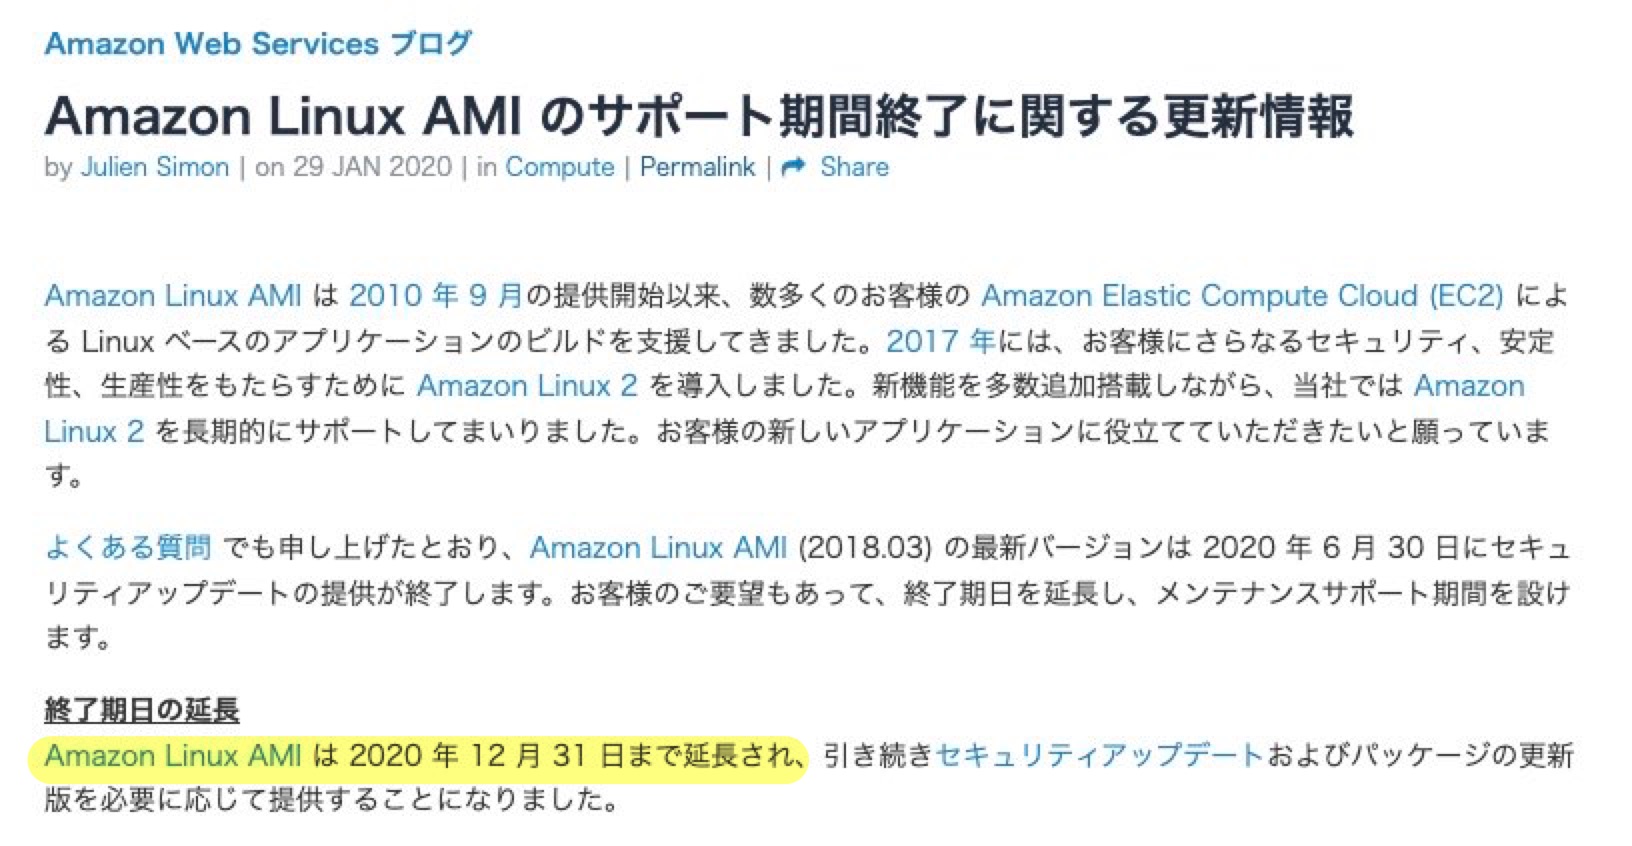 Amazon Web Services ブログ
Amazon Linux AMI のサポート期間終了に関する更新情報
by Julien Simon | on 29 JAN 2020 | in Compute | Permalink | Share
Amazon Linux AMI は 2010 年 9 月の提供開始以来、数多くのお客様の Amazon Elastic Compute Cloud (EC2) によ
る Linux ベースのアプリケーションのビルドを支援してきました。2017 年には、お客様にさらなるセキュリティ、安定
性、生産性をもたらすために Amazon Linux 2 を導入しました。新機能を多数追加搭載しながら、当社では Amazon
Linux 2 を長期的にサポートしてまいりました。お客様の新しいアプリケーションに役立てていただきたいと願っていま
す。
よくある質問 でも申し上げたとおり、Amazon Linux AMI (2018.03) の最新バージョンは 2020 年 6 月 30 日にセキュ
リティアップデートの提供が終了します。お客様のご要望もあって、終了期日を延長し、メンテナンスサポート期間を設け
ます。
終了期日の延長
Amazon Linux AMI は 2020 年 12 月 31 日まで延長され、引き続きセキュリティアップデートおよびパッケージの更新
版を必要に応じて提供することになりました。